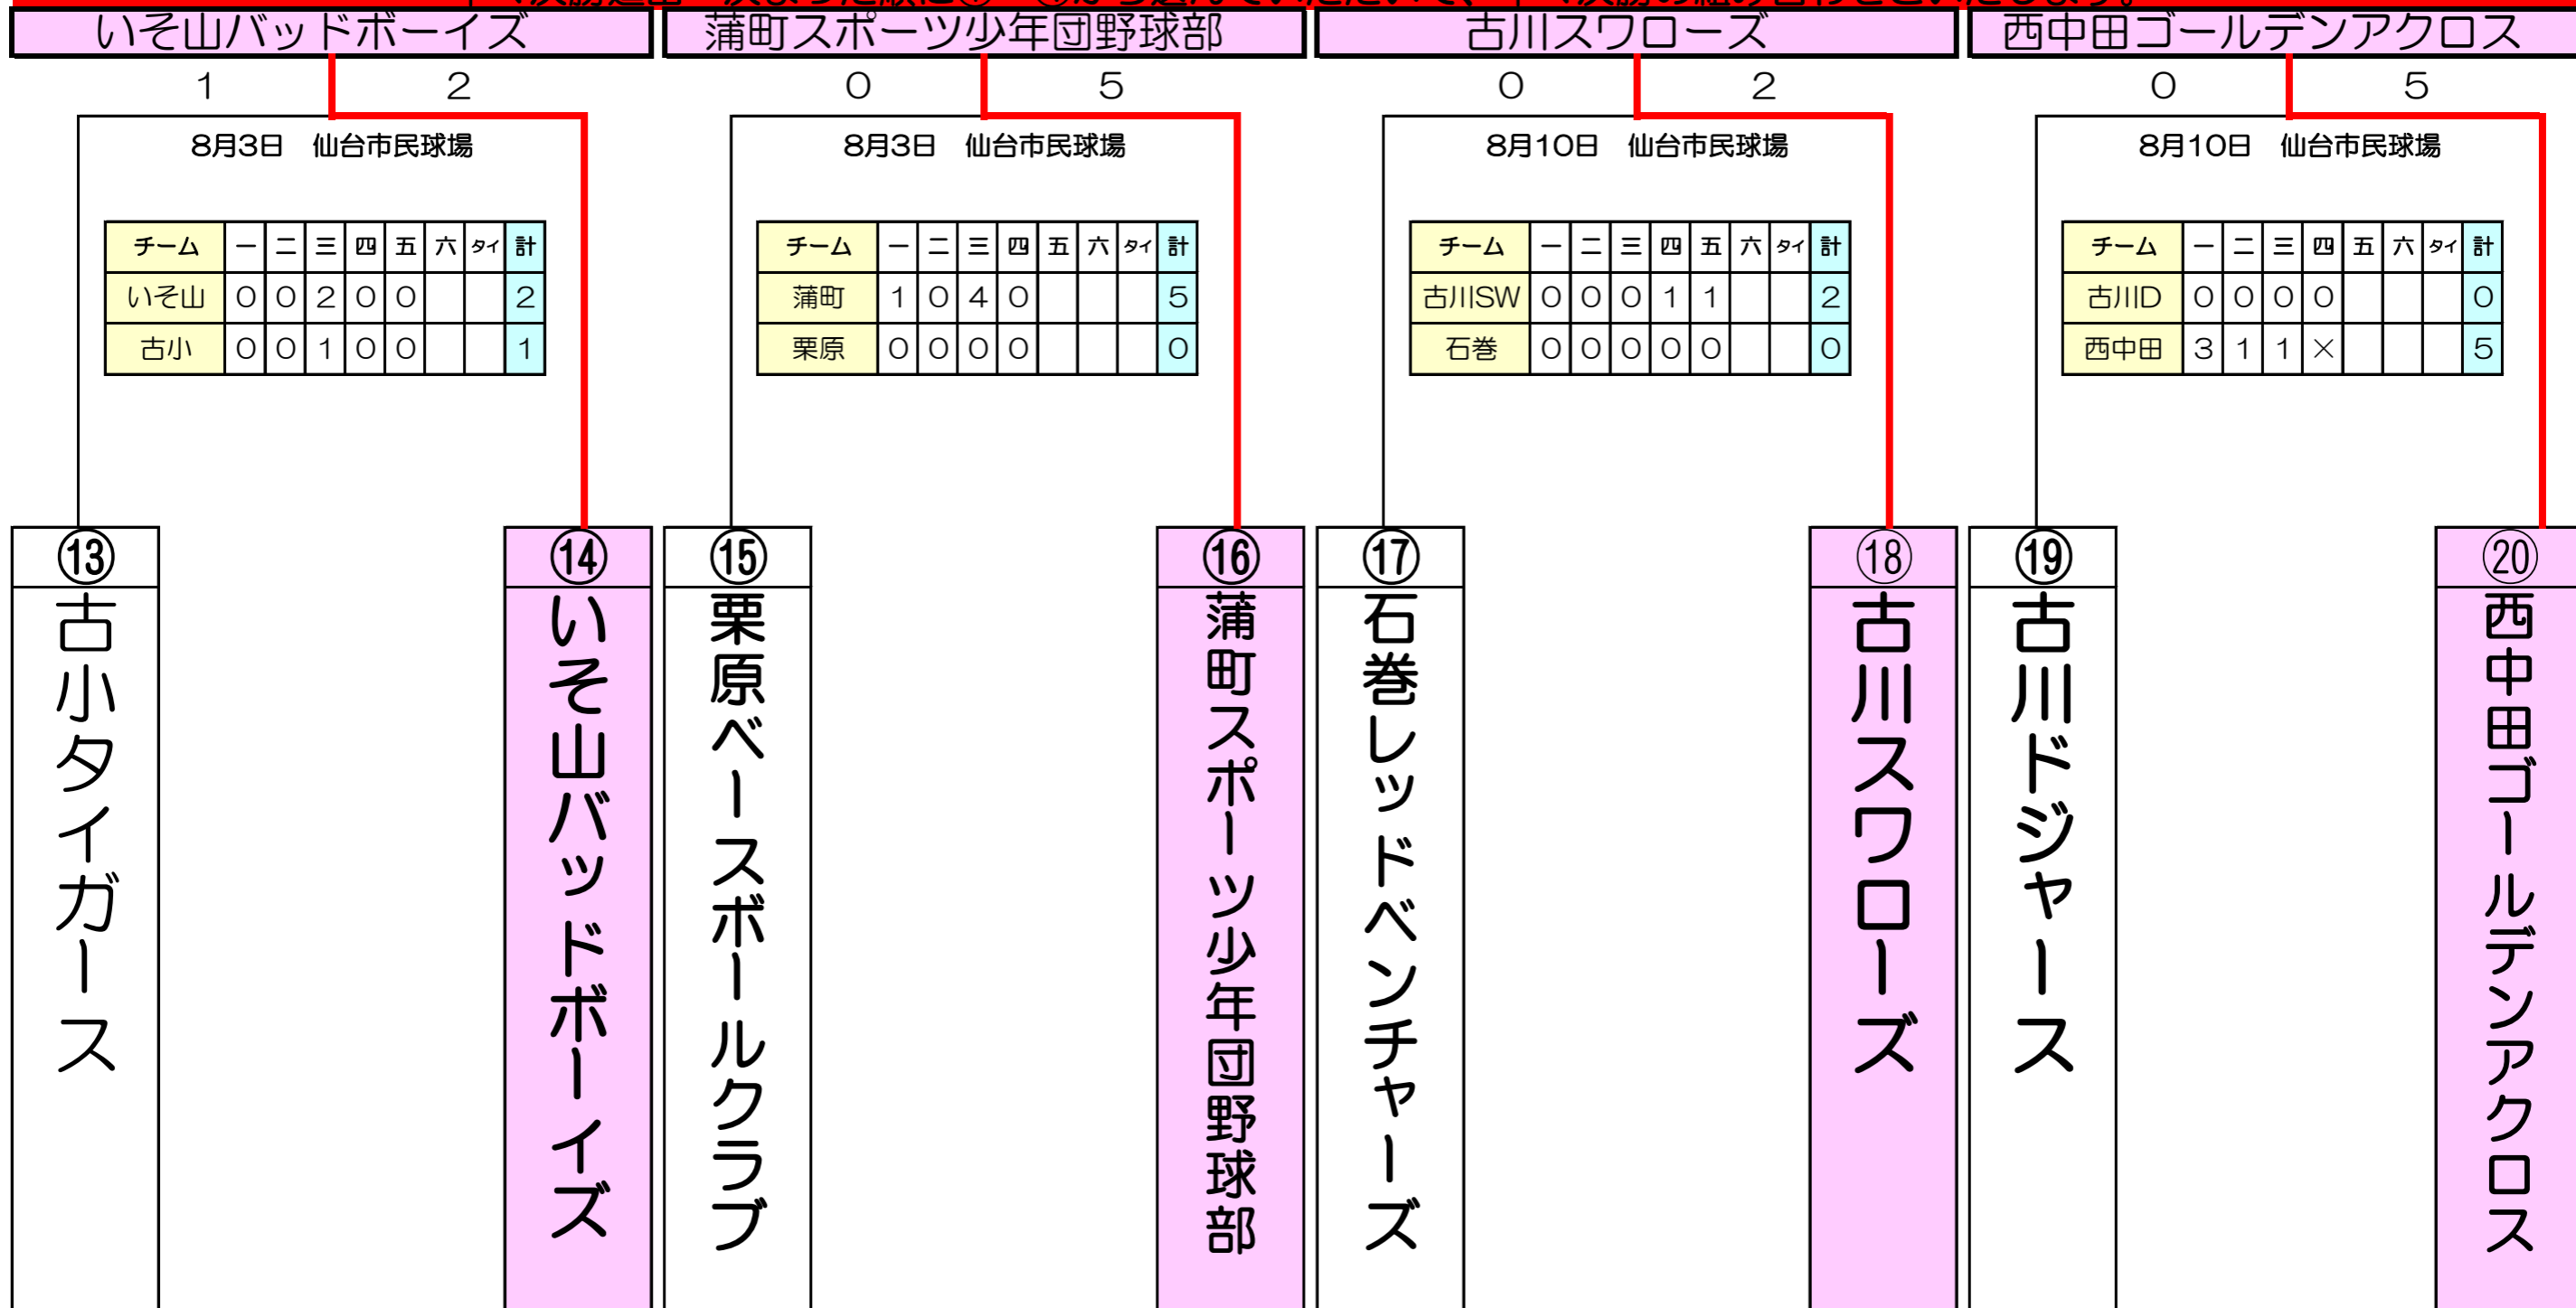 いそ山バッドボーイズ
蒲町スポーツ少年団野球部
古川スワローズ
西中田ゴールデンアクロス
1 2
0 5
0 2
0 5
8月3日 仙台市民球場
8月3日 仙台市民球場
8月10日 仙台市民球場
8月10日 仙台市民球場
チーム 一 二 三 四 五 六 タイ 計
いそ山 0 0 2 0 0 2
古小 0 0 1 0 0 1
チーム 一 二 三 四 五 六 タイ 計
蒲町 1 0 4 0 5
栗原 0 0 0 0 0
チーム 一 二 三 四 五 六 タイ 計
古川SW 0 0 0 1 1 2
石巻 0 0 0 0 0 0
チーム 一 二 三 四 五 六 タイ 計
古川D 0 0 0 0 0
西中田 3 1 1 × 5
⑬
古小タイガース
⑭
いそ山バッドボーイズ
⑮
栗原ベースボールクラブ
⑯
蒲町スポーツ少年団野球部
⑰
石巻レッドベンチャーズ
⑱
古川スワローズ
⑲
古川ドジャース
⑳
西中田ゴールデンアクロス